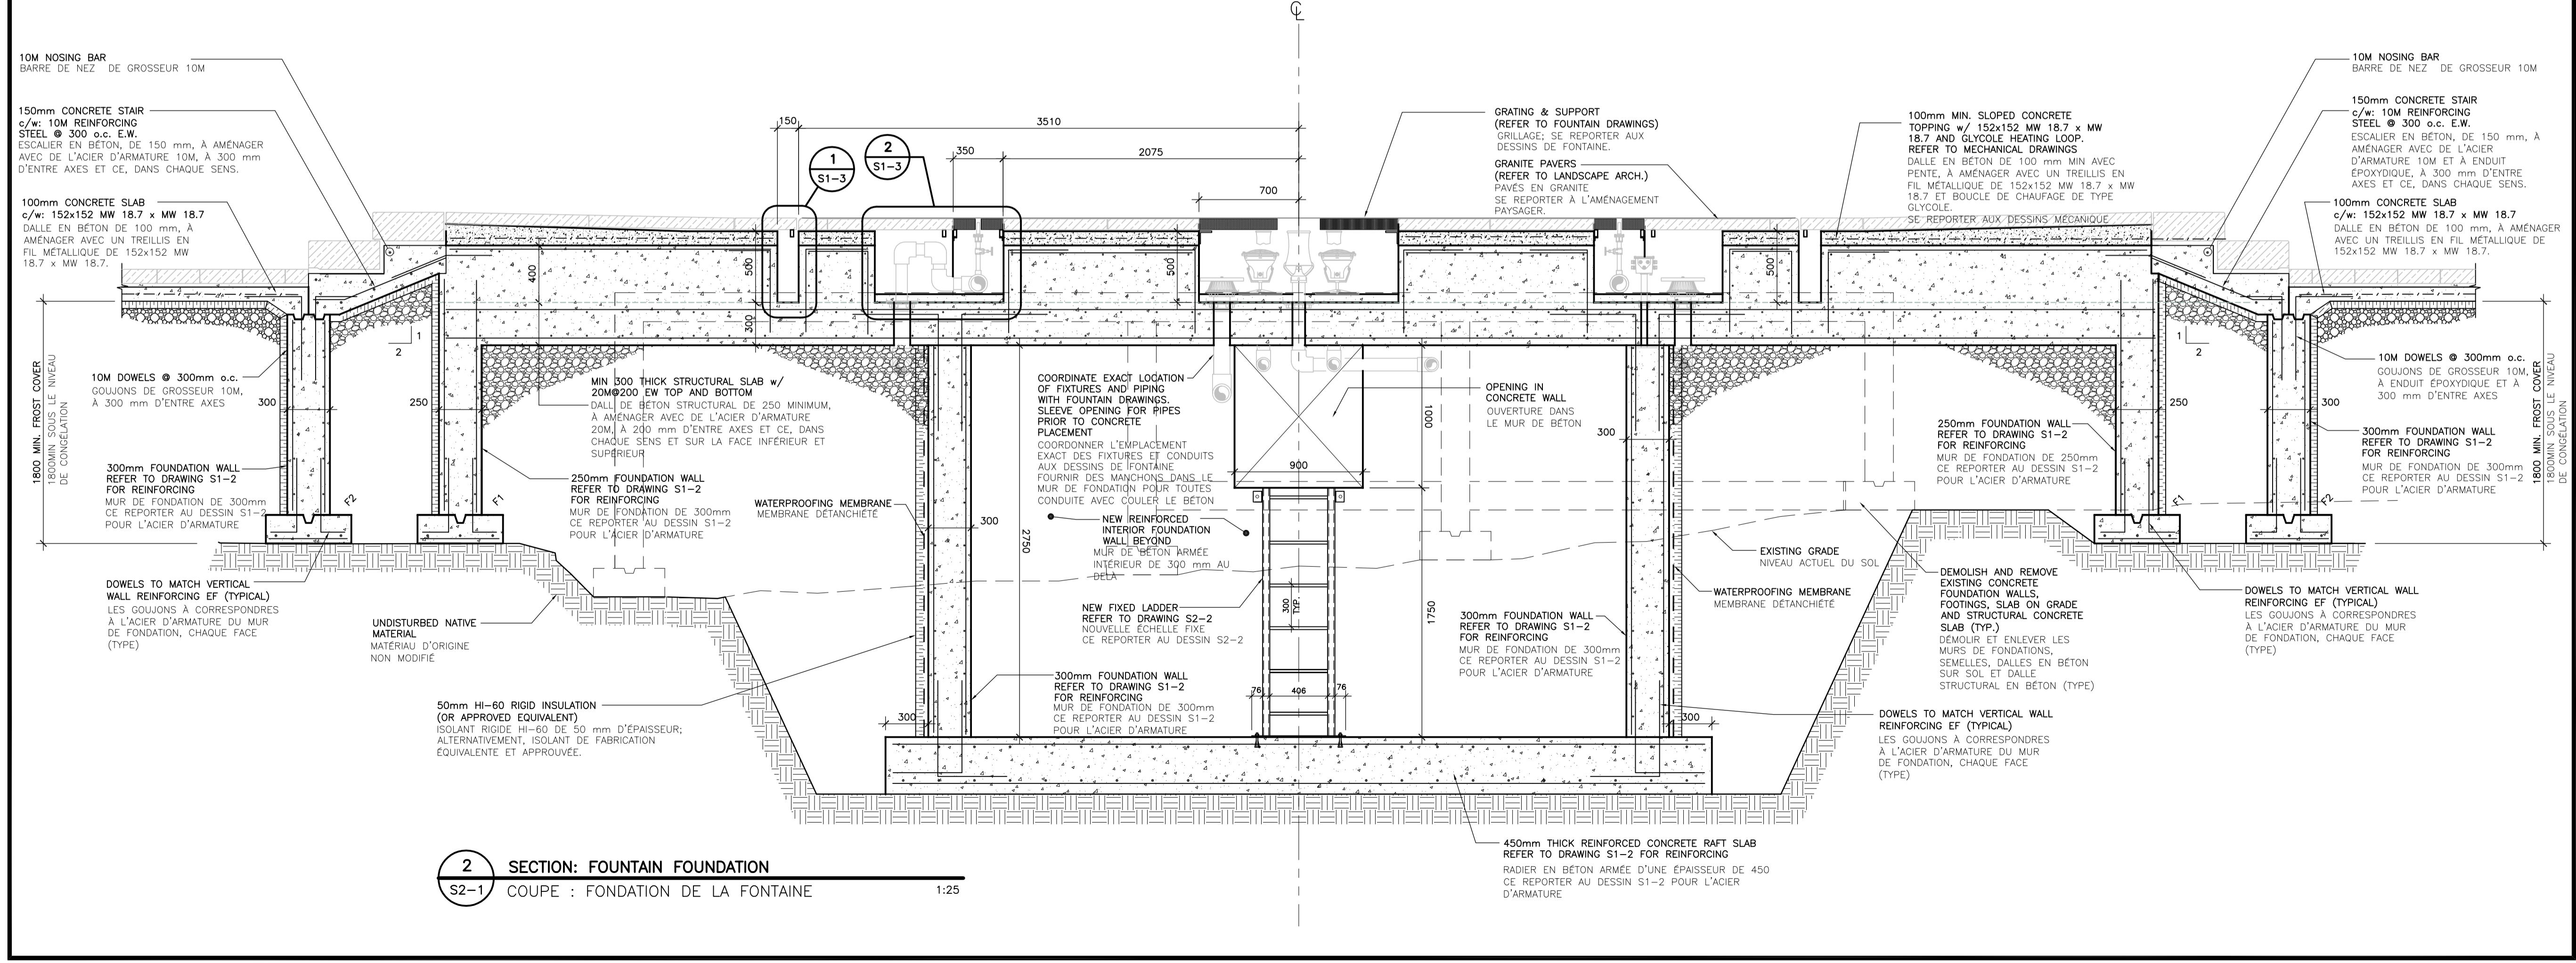 ℄
10M NOSING BAR
BARRE DE NEZ DE GROSSEUR 10M
150mm CONCRETE STAIR
c/w: 10M REINFORCING
STEEL @ 300 o.c. E.W.
ESCALIER EN BÉTON, DE 150 mm, À AMÉNAGER
AVEC DE L'ACIER D'ARMATURE 10M, À 300 mm
D'ENTRE AXES ET CE, DANS CHAQUE SENS.
100mm CONCRETE SLAB
c/w: 152x152 MW 18.7 x MW 18.7
DALLE EN BÉTON DE 100 mm, À
AMÉNAGER AVEC UN TREILLIS EN
FIL MÉTALLIQUE DE 152x152 MW
18.7 x MW 18.7.
150
3510
1
S1-3
2
S1-3
350
2075
700
GRATING & SUPPORT
(REFER TO FOUNTAIN DRAWINGS)
GRILLAGE; SE REPORTER AUX
DESSINS DE FONTAINE.
GRANITE PAVERS
(REFER TO LANDSCAPE ARCH.)
PAVÉS EN GRANITE
SE REPORTER À L'AMÉNAGEMENT
PAYSAGER.
100mm MIN. SLOPED CONCRETE
TOPPING w/ 152x152 MW 18.7 x MW
18.7 AND GLYCOLE HEATING LOOP.
REFER TO MECHANICAL DRAWINGS
DALLE EN BÉTON DE 100 mm MIN AVEC
PENTE, À AMÉNAGER AVEC UN TREILLIS EN
FIL MÉTALLIQUE DE 152x152 MW 18.7 x MW
18.7 ET BOUCLE DE CHAUFAGE DE TYPE
GLYCOLE.
SE REPORTER AUX DESSINS MÉCANIQUE
10M NOSING BAR
BARRE DE NEZ DE GROSSEUR 10M
150mm CONCRETE STAIR
c/w: 10M REINFORCING
STEEL @ 300 o.c. E.W.
ESCALIER EN BÉTON, DE 150 mm, À
AMÉNAGER AVEC DE L'ACIER
D'ARMATURE 10M ET À ENDUIT
ÉPOXYDIQUE, À 300 mm D'ENTRE
AXES ET CE, DANS CHAQUE SENS.
100mm CONCRETE SLAB
c/w: 152x152 MW 18.7 x MW 18.7
DALLE EN BÉTON DE 100 mm, À AMÉNAGER
AVEC UN TREILLIS EN FIL MÉTALLIQUE DE
152x152 MW 18.7 x MW 18.7.
400
500
300
500
500
1800 MIN. FROST COVER
1800MIN SOUS LE NIVEAU
DE CONGÉLATION
1
2
10M DOWELS @ 300mm o.c.
GOUJONS DE GROSSEUR 10M,
À 300 mm D'ENTRE AXES
300
250
300mm FOUNDATION WALL
REFER TO DRAWING S1-2
FOR REINFORCING
MUR DE FONDATION DE 300mm
CE REPORTER AU DESSIN S1-2
POUR L'ACIER D'ARMATURE
F2
F1
DOWELS TO MATCH VERTICAL
WALL REINFORCING EF (TYPICAL)
LES GOUJONS À CORRESPONDRES
À L'ACIER D'ARMATURE DU MUR
DE FONDATION, CHAQUE FACE
(TYPE)
MIN 300 THICK STRUCTURAL SLAB w/
20M@200 EW TOP AND BOTTOM
DALL DE BÉTON STRUCTURAL DE 250 MINIMUM,
À AMÉNAGER AVEC DE L'ACIER D'ARMATURE
20M, À 200 mm D'ENTRE AXES ET CE, DANS
CHAQUE SENS ET SUR LA FACE INFÉRIEUR ET
SUPÉRIEUR
250mm FOUNDATION WALL
REFER TO DRAWING S1-2
FOR REINFORCING
MUR DE FONDATION DE 300mm
CE REPORTER AU DESSIN S1-2
POUR L'ACIER D'ARMATURE
WATERPROOFING MEMBRANE
MEMBRANE DÉTANCHIÉTÉ
UNDISTURBED NATIVE
MATERIAL
MATÉRIAU D'ORIGINE
NON MODIFIÉ
50mm HI-60 RIGID INSULATION
(OR APPROVED EQUIVALENT)
ISOLANT RIGIDE HI-60 DE 50 mm D'ÉPAISSEUR;
ALTERNATIVEMENT, ISOLANT DE FABRICATION
ÉQUIVALENTE ET APPROUVÉE.
300
300
2750
COORDINATE EXACT LOCATION
OF FIXTURES AND PIPING
WITH FOUNTAIN DRAWINGS.
SLEEVE OPENING FOR PIPES
PRIOR TO CONCRETE
PLACEMENT
COORDONNER L'EMPLACEMENT
EXACT DES FIXTURES ET CONDUITS
AUX DESSINS DE FONTAINE
FOURNIR DES MANCHONS DANS LE
MUR DE FONDATION POUR TOUTES
CONDUITE AVEC COULER LE BÉTON
NEW REINFORCED
INTERIOR FOUNDATION
WALL BEYOND
MUR DE BÉTON ARMÉE
INTÉRIEUR DE 300 mm AU
DELÀ
NEW FIXED LADDER
REFER TO DRAWING S2-2
NOUVELLE ÉCHELLE FIXE
CE REPORTER AU DESSIN S2-2
300mm FOUNDATION WALL
REFER TO DRAWING S1-2
FOR REINFORCING
MUR DE FONDATION DE 300mm
CE REPORTER AU DESSIN S1-2
POUR L'ACIER D'ARMATURE
900
1000
1750
300
TYP.
76
406
76
OPENING IN
CONCRETE WALL
OUVERTURE DANS
LE MUR DE BÉTON
300
300
300mm FOUNDATION WALL
REFER TO DRAWING S1-2
FOR REINFORCING
MUR DE FONDATION DE 300mm
CE REPORTER AU DESSIN S1-2
POUR L'ACIER D'ARMATURE
EXISTING GRADE
NIVEAU ACTUEL DU SOL
WATERPROOFING MEMBRANE
MEMBRANE DÉTANCHIÉTÉ
250mm FOUNDATION WALL
REFER TO DRAWING S1-2
FOR REINFORCING
MUR DE FONDATION DE 250mm
CE REPORTER AU DESSIN S1-2
POUR L'ACIER D'ARMATURE
DEMOLISH AND REMOVE
EXISTING CONCRETE
FOUNDATION WALLS,
FOOTINGS, SLAB ON GRADE
AND STRUCTURAL CONCRETE
SLAB (TYP.)
DÉMOLIR ET ENLEVER LES
MURS DE FONDATIONS,
SEMELLES, DALLES EN BÉTON
SUR SOL ET DALLE
STRUCTURAL EN BÉTON (TYPE)
DOWELS TO MATCH VERTICAL WALL
REINFORCING EF (TYPICAL)
LES GOUJONS À CORRESPONDRES
À L'ACIER D'ARMATURE DU MUR
DE FONDATION, CHAQUE FACE
(TYPE)
1
2
250
300
F1
F2
10M DOWELS @ 300mm o.c.
GOUJONS DE GROSSEUR 10M,
À ENDUIT ÉPOXYDIQUE ET À
300 mm D'ENTRE AXES
300mm FOUNDATION WALL
REFER TO DRAWING S1-2
FOR REINFORCING
MUR DE FONDATION DE 300mm
CE REPORTER AU DESSIN S1-2
POUR L'ACIER D'ARMATURE
DOWELS TO MATCH VERTICAL WALL
REINFORCING EF (TYPICAL)
LES GOUJONS À CORRESPONDRES
À L'ACIER D'ARMATURE DU MUR
DE FONDATION, CHAQUE FACE
(TYPE)
1800 MIN. FROST COVER
1800MIN SOUS LE NIVEAU
DE CONGÉLATION
450mm THICK REINFORCED CONCRETE RAFT SLAB
REFER TO DRAWING S1-2 FOR REINFORCING
RADIER EN BÉTON ARMÉE D'UNE ÉPAISSEUR DE 450
CE REPORTER AU DESSIN S1-2 POUR L'ACIER
D'ARMATURE
2
S2-1
SECTION: FOUNTAIN FOUNDATION
COUPE : FONDATION DE LA FONTAINE
1:25